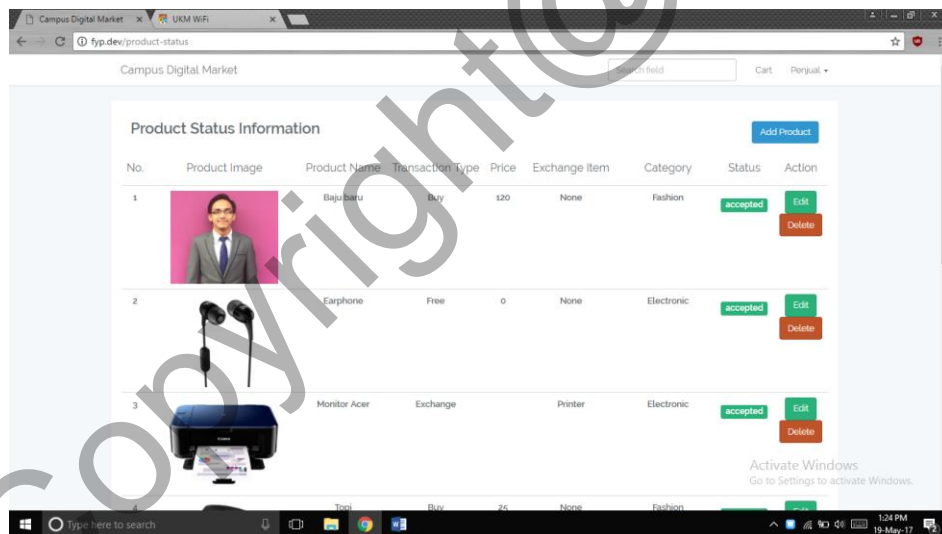 Campus Digital Market
UKM WiFi
fyp.dev/product-status
Campus Digital Market Search field Cart Penjual
Product Status Information Add Product
No. Product Image Product Name Transaction Type Price Exchange Item Category Status Action
1 Baju baru Buy 120 None Fashion accepted Edit
Delete
2 Earphone Free 0 None Electronic accepted Edit
Delete
3 Monitor Acer Exchange Printer Electronic accepted Edit
Delete
Canon
Activate Windows
Go to Settings to activate Windows.
4 Topi Buy 25 None Fashion Edit
Type here to search
1:24 PM
19-May-17
Copyright@